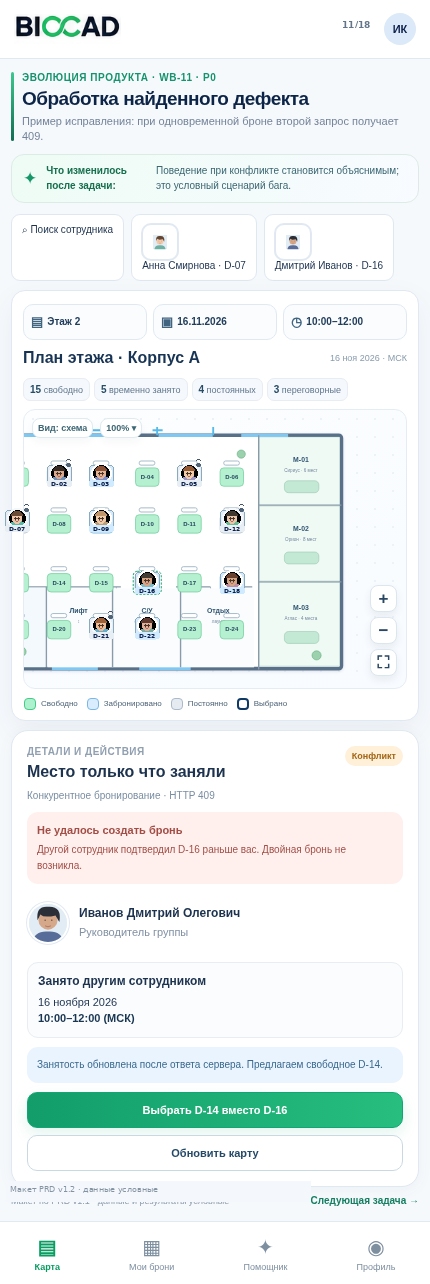 BIOCAD
11/18
ИК
ЭВОЛЮЦИЯ ПРОДУКТА · WB-11 · P0
Обработка найденного дефекта
Пример исправления: при одновременной броне второй запрос получает
409.
Что изменилось
после задачи:
Поведение при конфликте становится объяснимым;
это условный сценарий бага.
Поиск сотрудника
Анна Смирнова · D-07
Дмитрий Иванов · D-16
Этаж 2
16.11.2026
10:00–12:00
План этажа · Корпус А
16 ноя 2026 · МСК
15 свободно
5 временно занято
4 постоянных
3 переговорные
Вид: схема
100% ▾
M-01
D-02
D-03
D-04
D-05
D-06
D-07
D-08
D-09
D-10
D-11
D-12
M-02
D-14
D-15
D-16
D-17
D-18
Лифт
С/У
Отдых
M-03
D-20
D-21
D-22
D-23
D-24
+
−
Свободно
Забронировано
Постоянно
Выбрано
ДЕТАЛИ И ДЕЙСТВИЯ
Конфликт
Место только что заняли
Конкурентное бронирование · HTTP 409
Не удалось создать бронь
Другой сотрудник подтвердил D-16 раньше вас. Двойная бронь не
возникла.
Иванов Дмитрий Олегович
Руководитель группы
Занято другим сотрудником
16 ноября 2026
10:00–12:00 (МСК)
Занятость обновлена после ответа сервера. Предлагаем свободное D-14.
Выбрать D-14 вместо D-16
Обновить карту
Макет PRD v1.2 · данные условные
Следующая задача →
Карта
Мои брони
Помощник
Профиль